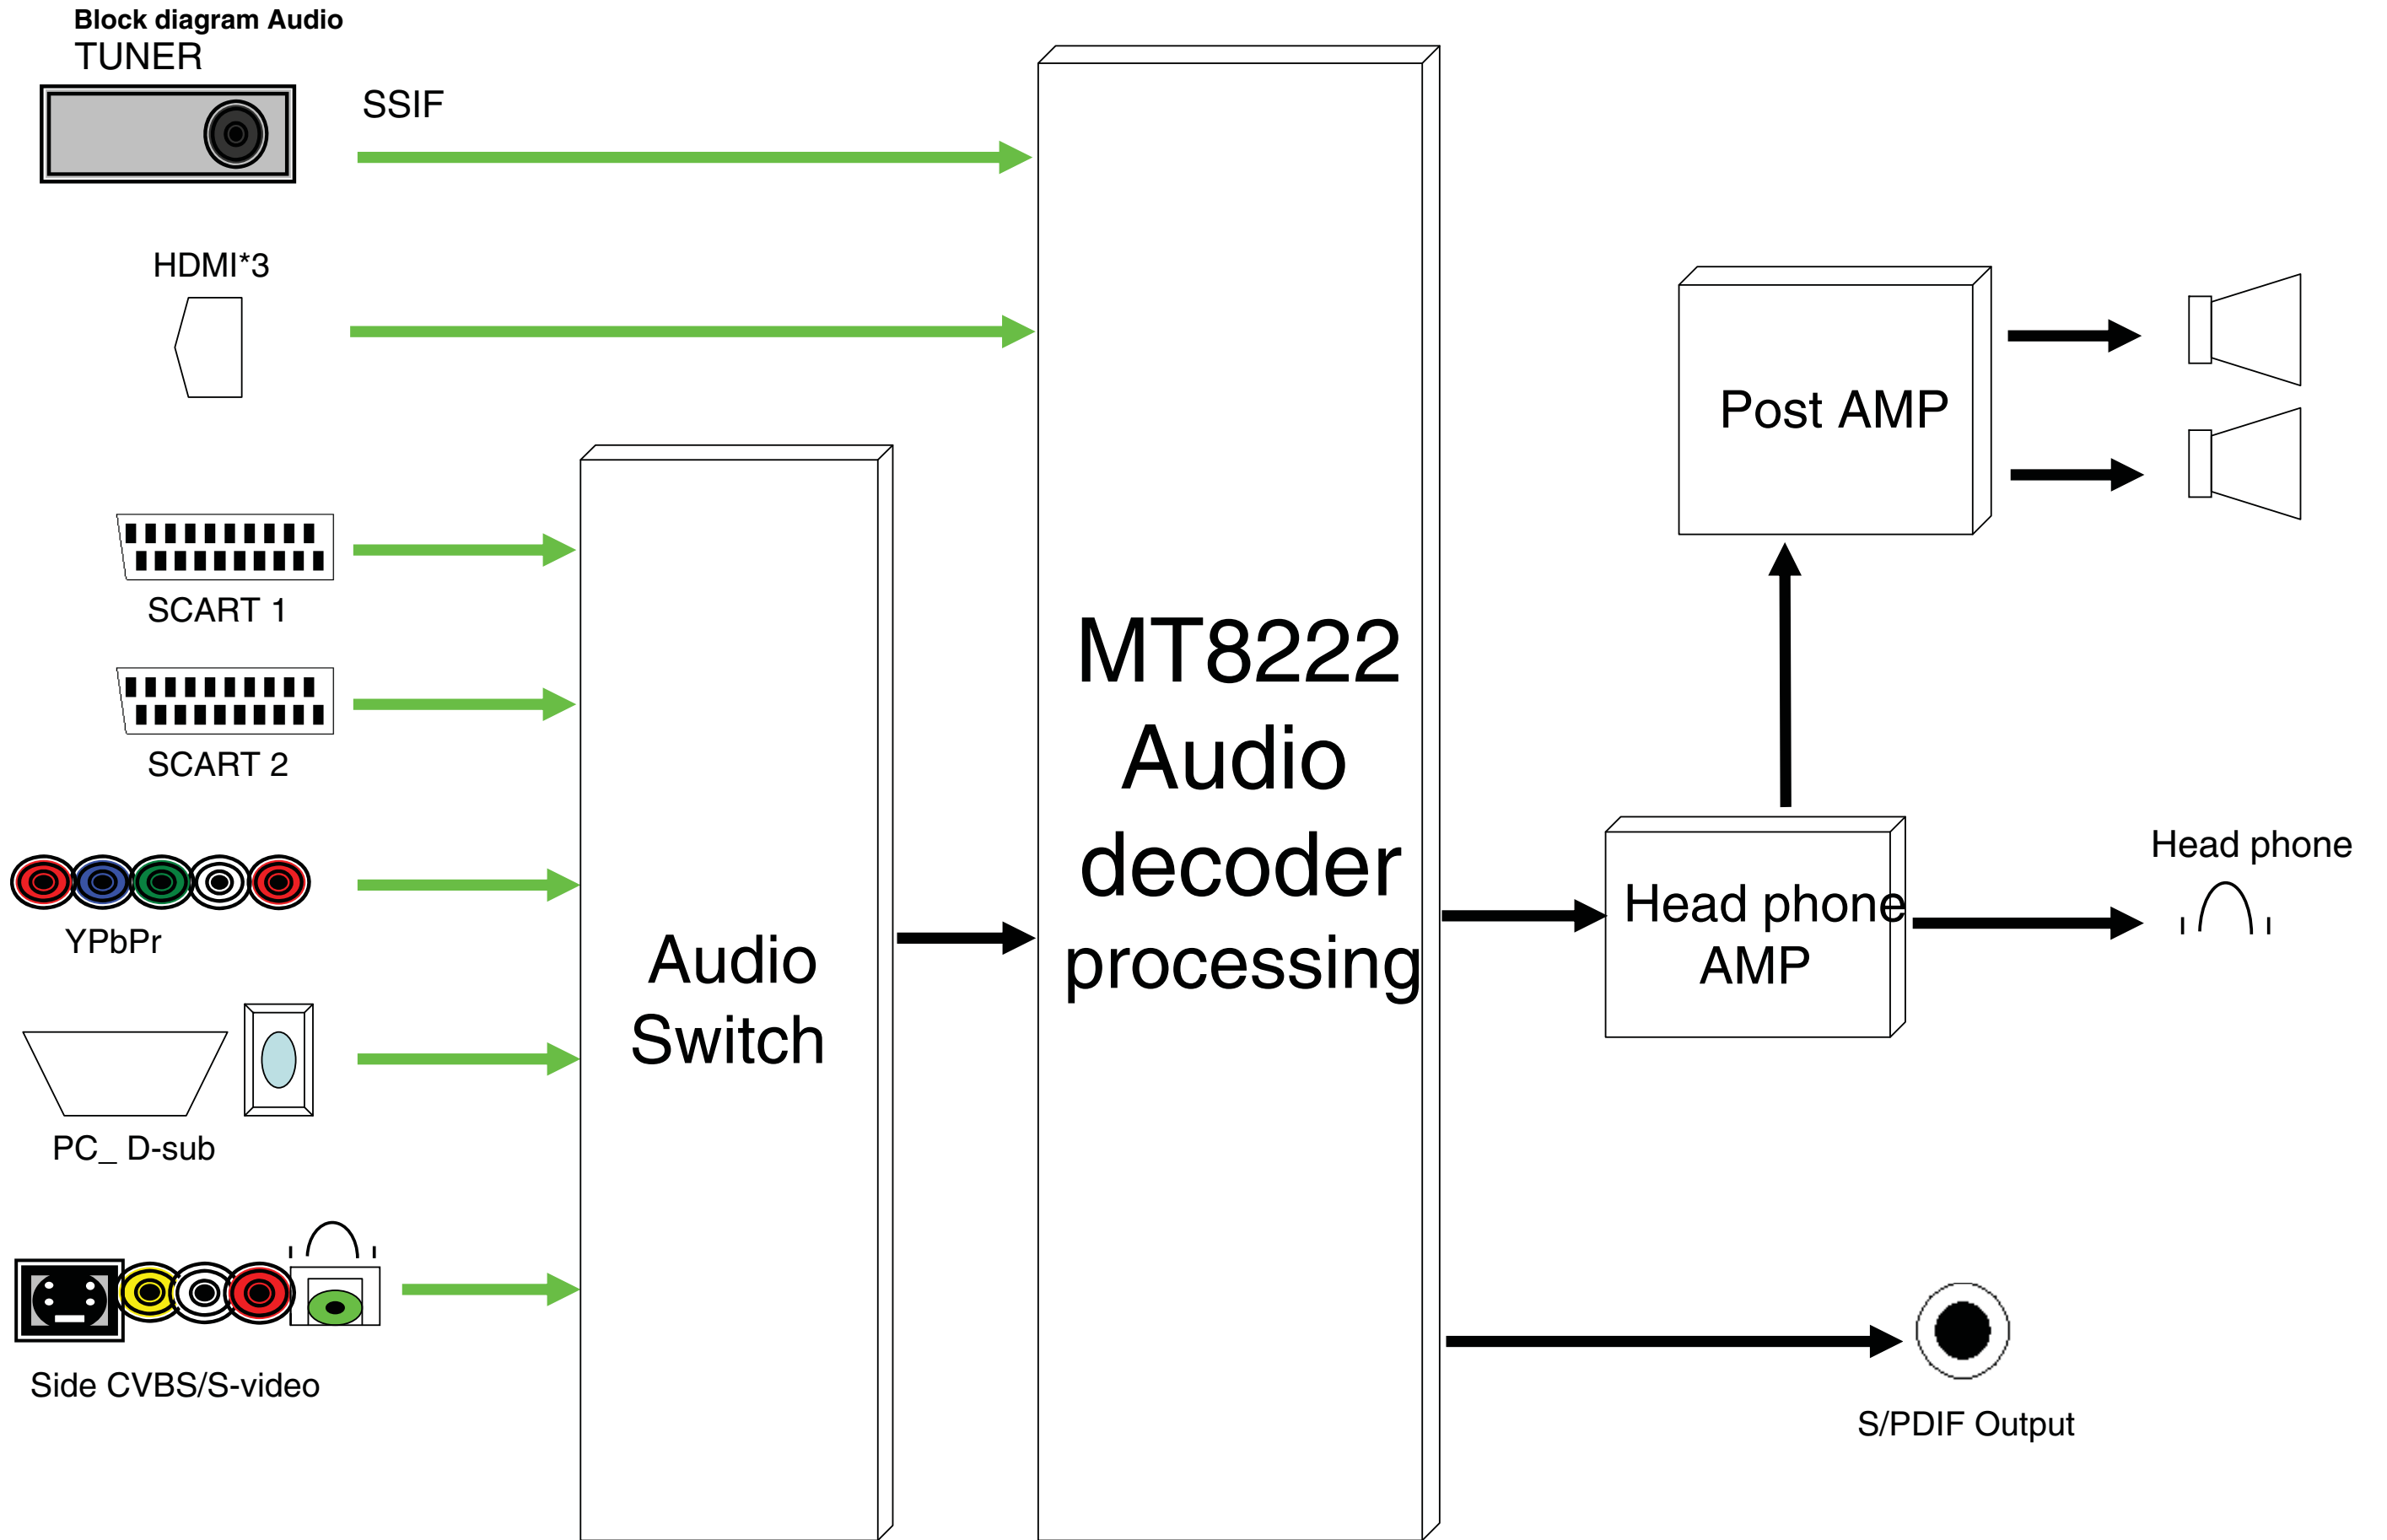 Block diagram Audio
TUNER
SSIF
HDMI*3
SCART 1
SCART 2
YPbPr
PC_ D-sub
Side CVBS/S-video
Audio
Switch
MT8222
Audio
decoder
processing
Post AMP
Head phone
AMP
Head phone
S/PDIF Output